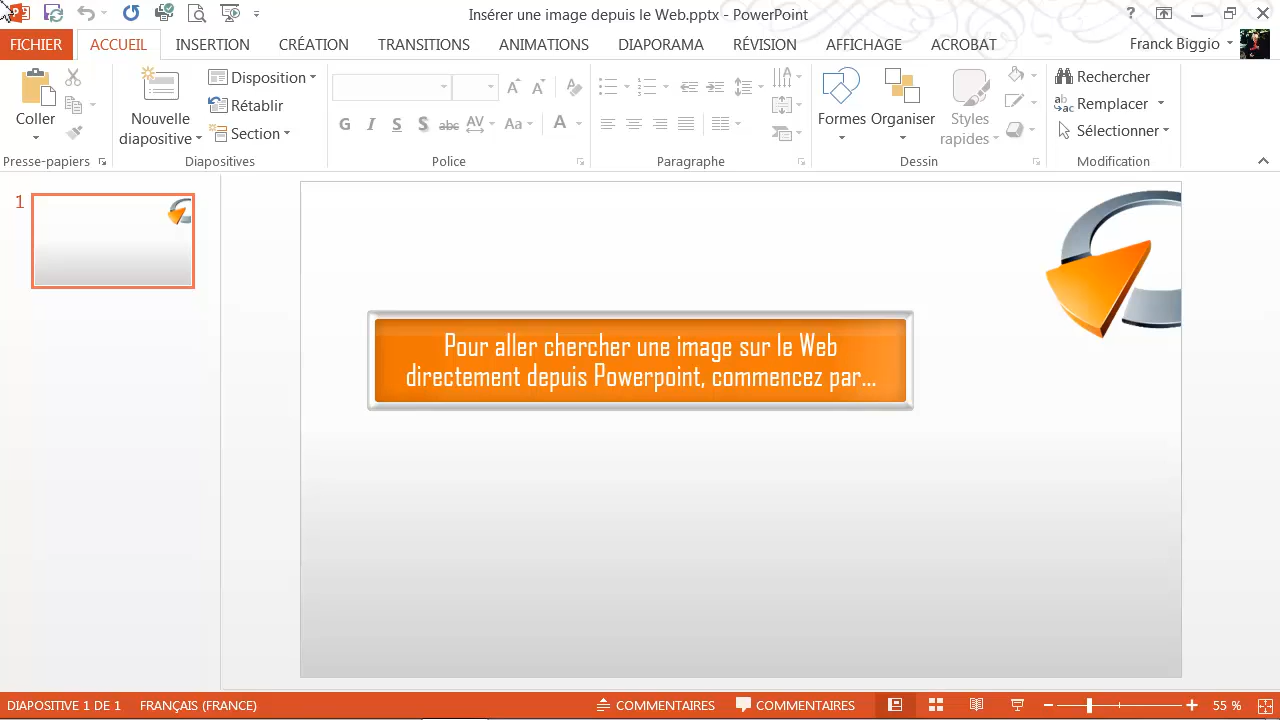 Insérer une image depuis le Web.pptx - PowerPoint
?
FICHIER ACCUEIL INSERTION CRÉATION TRANSITIONS ANIMATIONS DIAPORAMA RÉVISION AFFICHAGE ACROBAT Franck Biggio
Coller
Presse-papiers
Nouvelle
diapositive
Disposition
Rétablir
Section
Diapositives
G I S S abc AV Aa A
Police
Paragraphe
Formes
Organiser
Styles
rapides
Dessin
Rechercher
Remplacer
Sélectionner
Modification
1
Pour aller chercher une image sur le Web
directement depuis Powerpoint, commencez par...
DIAPOSITIVE 1 DE 1 FRANÇAIS (FRANCE) COMMENTAIRES COMMENTAIRES 55 %